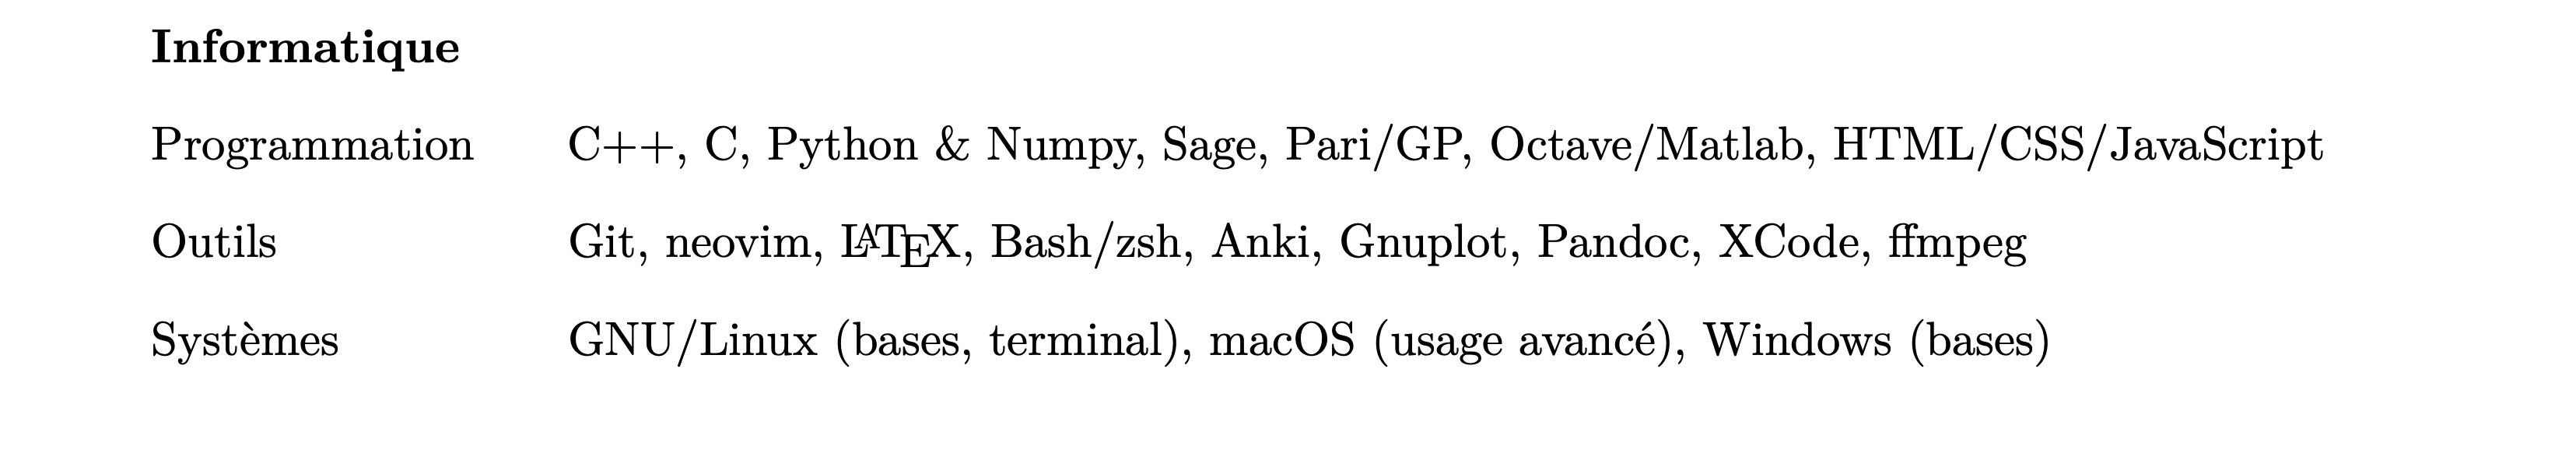 Informatique
Programmation C++, C, Python & Numpy, Sage, Pari/GP, Octave/Matlab, HTML/CSS/JavaScript
Outils Git, neovim, LATEX, Bash/zsh, Anki, Gnuplot, Pandoc, XCode, ffmpeg
Systèmes GNU/Linux (bases, terminal), macOS (usage avancé), Windows (bases)